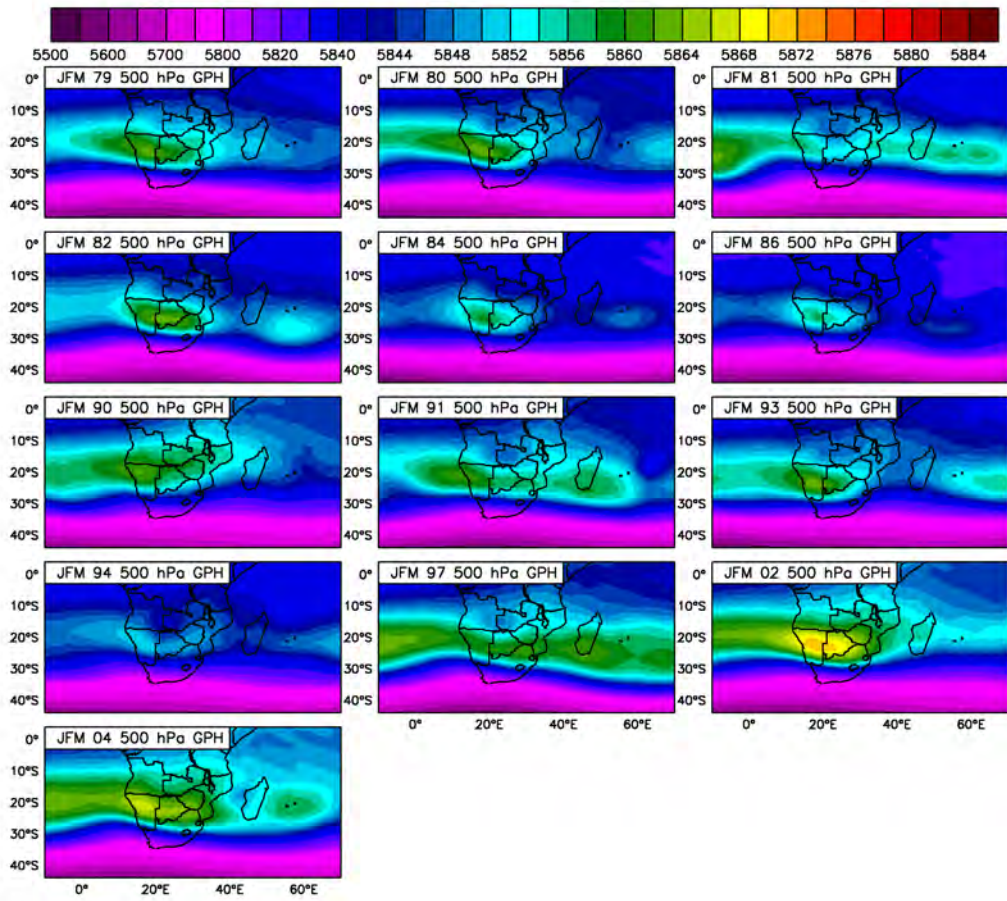 5500 5700 5800 5820 5840 5844 5848 5852 5856 5860 5864 5868 5872 5876 5880 5884
JFM 79 500 hPa GPH JFM 80 500 hPa GPH JFM 81 500 hPa GPH
0° 0° 0°
10°S 10°S 10°S
20°S 20°S 20°S
30°S 30°S 30°S
40°S 40°S 40°S
JFM 82 500 hPa GPH JFM 84 500 hPa GPH JFM 86 500 hPa GPH
0° 0° 0°
10°S 10°S 10°S
20°S 20°S 20°S
30°S 30°S 30°S
40°S 40°S 40°S
JFM 90 500 hPa GPH JFM 91 500 hPa GPH JFM 93 500 hPa GPH
0° 0° 0°
10°S 10°S 10°S
20°S 20°S 20°S
30°S 30°S 30°S
40°S 40°S 40°S
JFM 94 500 hPa GPH JFM 97 500 hPa GPH JFM 02 500 hPa GPH
0° 0° 0°
10°S 10°S 10°S
20°S 20°S 20°S
30°S 30°S 30°S
40°S 40°S 40°S
0° 20°E 40°E 60°E 0° 20°E 40°E 60°E
JFM 04 500 hPa GPH
0°
10°S
20°S
30°S
40°S
0° 20°E 40°E 60°E